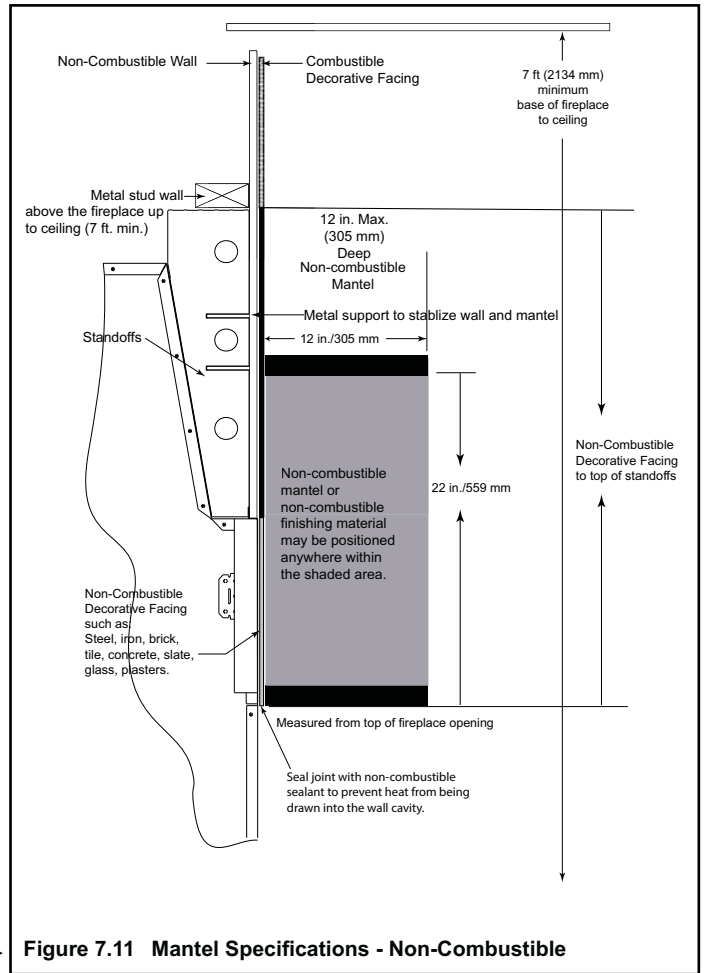 Non-Combustible Wall
Combustible
Decorative Facing
7 ft (2134 mm)
minimum
base of fireplace
to ceiling
Metal stud wall
above the fireplace up
to ceiling (7 ft. min.)
12 in. Max.
(305 mm)
Deep
Non-combustible
Mantel
Metal support to stablize wall and mantel
12 in./305 mm
Standoffs
Non-Combustible
Decorative Facing
to top of standoffs
22 in./559 mm
Non-combustible
mantel or
non-combustible
finishing material
may be positioned
anywhere within
the shaded area.
Non-Combustible
Decorative Facing
such as:
Steel, iron, brick,
tile, concrete, slate,
glass, plasters.
Measured from top of fireplace opening
Seal joint with non-combustible
sealant to prevent heat from being
drawn into the wall cavity.
Figure 7.11 Mantel Specifications - Non-Combustible